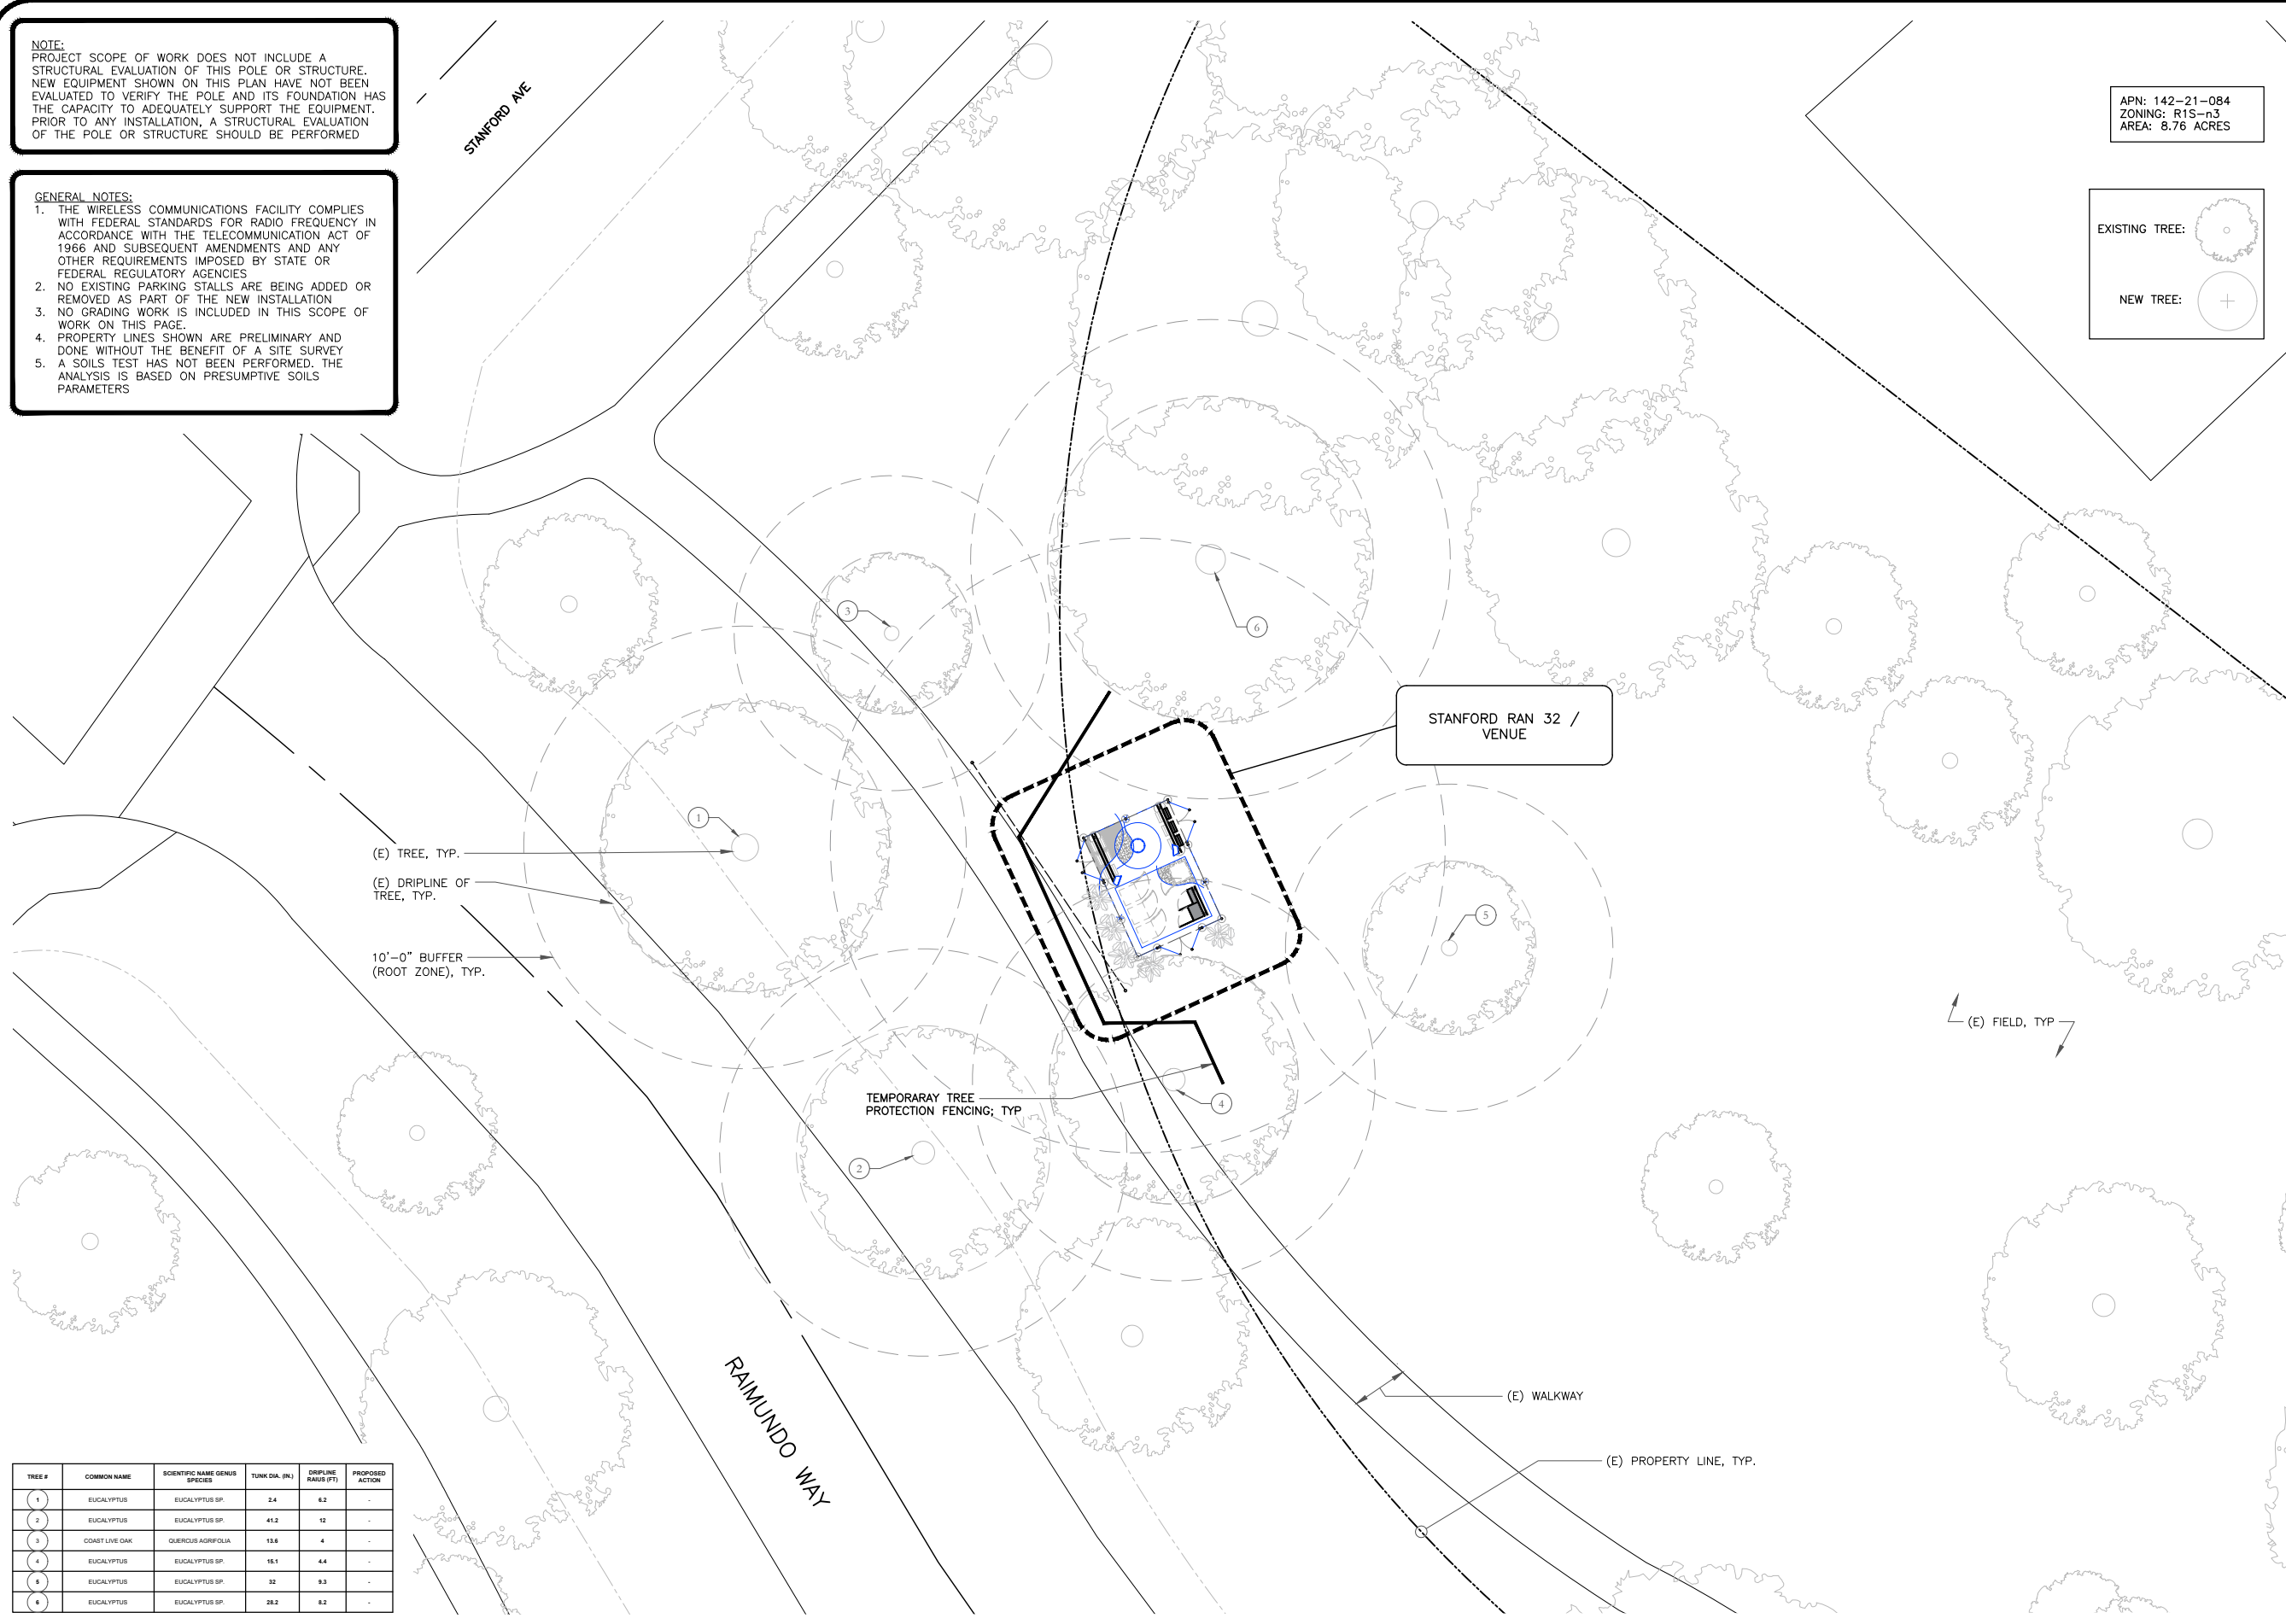 NOTE:
PROJECT SCOPE OF WORK DOES NOT INCLUDE A
STRUCTURAL EVALUATION OF THIS POLE OR STRUCTURE.
NEW EQUIPMENT SHOWN ON THIS PLAN HAVE NOT BEEN
EVALUATED TO VERIFY THE POLE AND ITS FOUNDATION HAS
THE CAPACITY TO ADEQUATELY SUPPORT THE EQUIPMENT.
PRIOR TO ANY INSTALLATION, A STRUCTURAL EVALUATION
OF THE POLE OR STRUCTURE SHOULD BE PERFORMED
GENERAL NOTES:
1. THE WIRELESS COMMUNICATIONS FACILITY COMPLIES
WITH FEDERAL STANDARDS FOR RADIO FREQUENCY IN
ACCORDANCE WITH THE TELECOMMUNICATION ACT OF
1966 AND SUBSEQUENT AMENDMENTS AND ANY
OTHER REQUIREMENTS IMPOSED BY STATE OR
FEDERAL REGULATORY AGENCIES
2. NO EXISTING PARKING STALLS ARE BEING ADDED OR
REMOVED AS PART OF THE NEW INSTALLATION
3. NO GRADING WORK IS INCLUDED IN THIS SCOPE OF
WORK ON THIS PAGE.
4. PROPERTY LINES SHOWN ARE PRELIMINARY AND
DONE WITHOUT THE BENEFIT OF A SITE SURVEY
5. A SOILS TEST HAS NOT BEEN PERFORMED. THE
ANALYSIS IS BASED ON PRESUMPTIVE SOILS
PARAMETERS
STANFORD AVE
APN: 142-21-084
ZONING: R1S-n3
AREA: 8.76 ACRES
EXISTING TREE:
NEW TREE:
3
6
STANFORD RAN 32 /
VENUE
1
(E) TREE, TYP.
(E) DRIPLINE OF
TREE, TYP.
5
10'-0" BUFFER
(ROOT ZONE), TYP.
(E) FIELD, TYP
TEMPORARAY TREE
PROTECTION FENCING; TYP
4
2
RAIMUNDO WAY
(E) WALKWAY
(E) PROPERTY LINE, TYP.
TREE # COMMON NAME SCIENTIFIC NAME GENUS SPECIES TUNK DIA. (IN.) DRIPLINE RAIUS (FT) PROPOSED ACTION
1 EUCALYPTUS EUCALYPTUS SP. 2.4 6.2 -
2 EUCALYPTUS EUCALYPTUS SP. 41.2 12 -
3 COAST LIVE OAK QUERCUS AGRIFOLIA 13.6 4 -
4 EUCALYPTUS EUCALYPTUS SP. 15.1 4.4 -
5 EUCALYPTUS EUCALYPTUS SP. 32 9.3 -
6 EUCALYPTUS EUCALYPTUS SP. 28.2 8.2 -